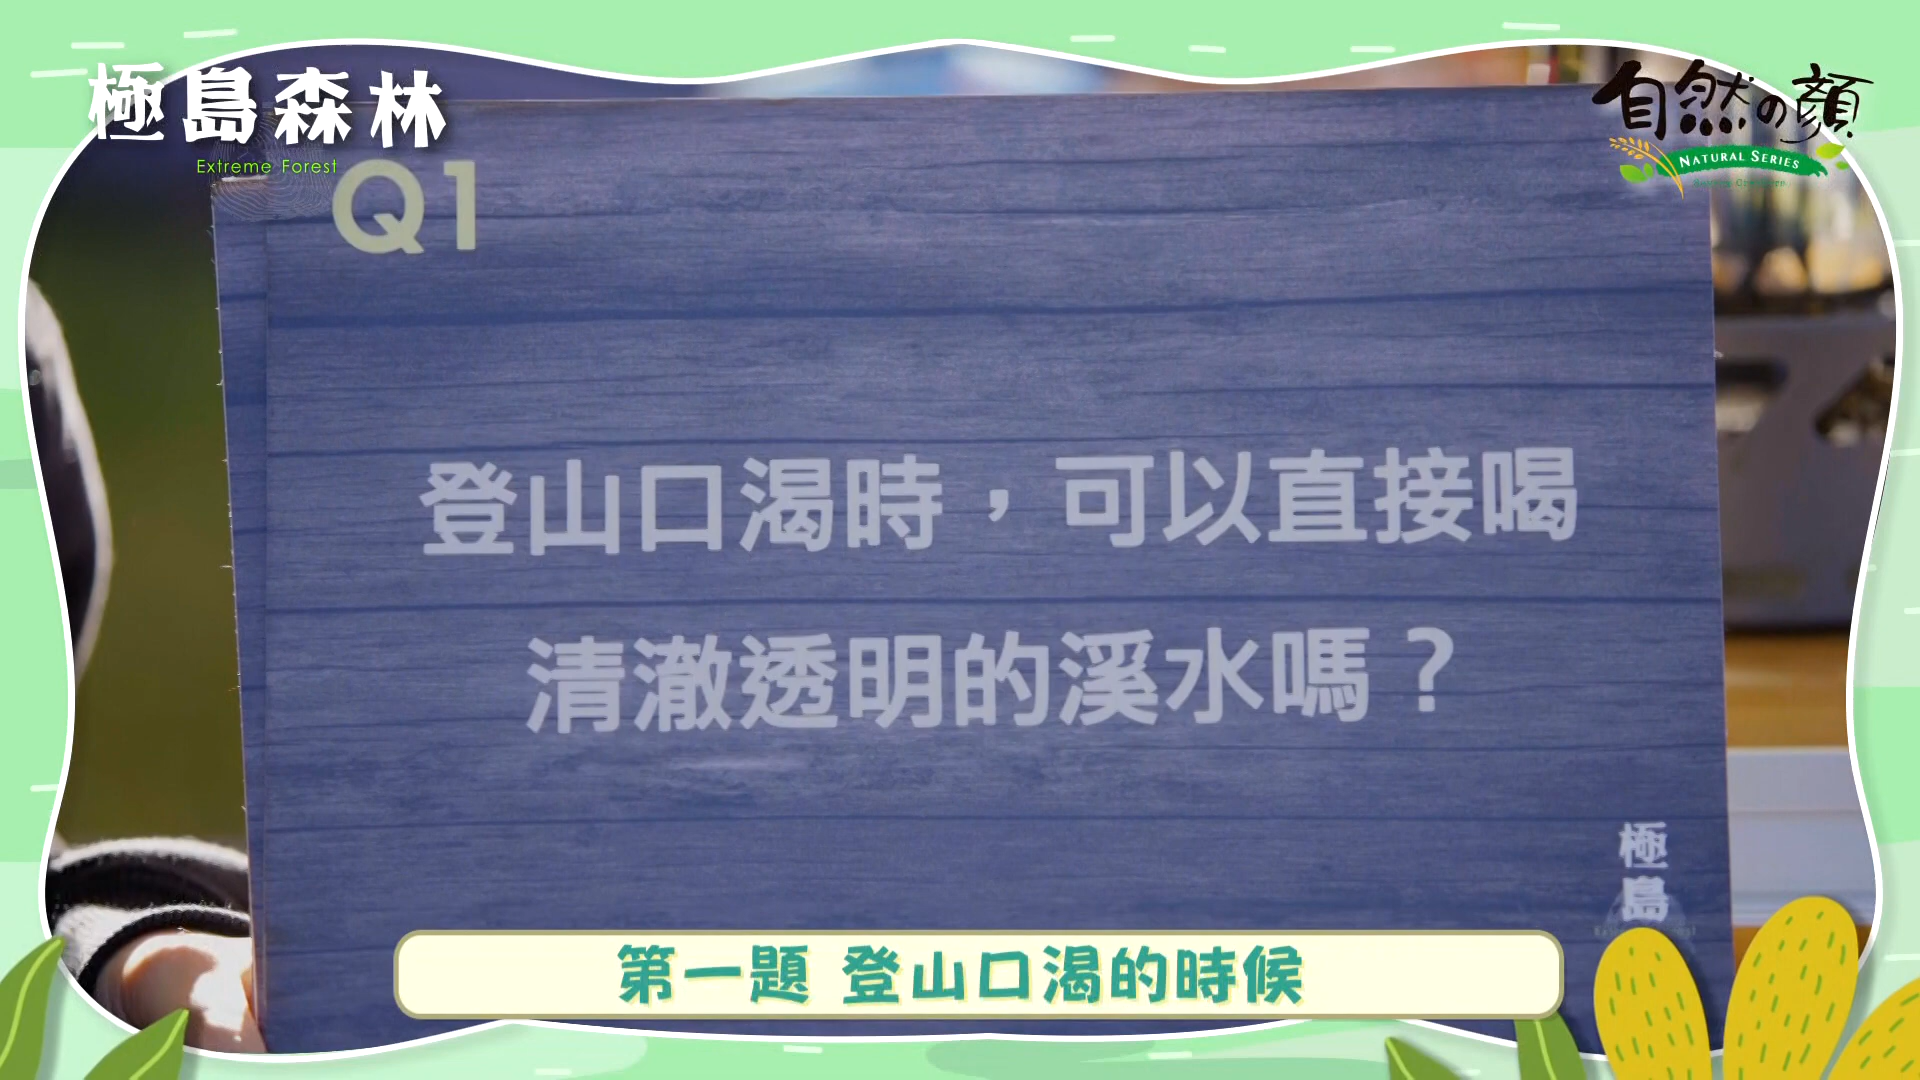 極島森林
Extreme Forest
自然の顏
NATURAL SERIES
Q1
登山口渴時，可以直接喝
清澈透明的溪水嗎？
極島
第一題 登山口渴的時候